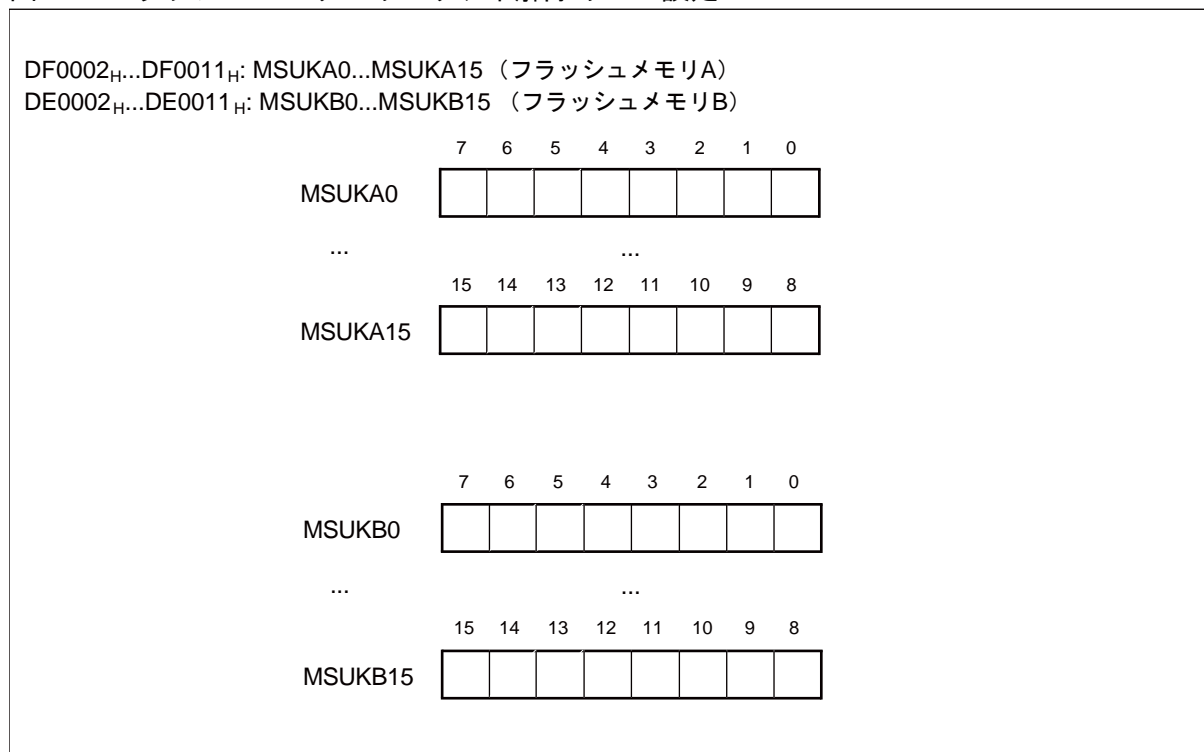 DF0002H...DF0011H: MSUKA0...MSUKA15 （フラッシュメモリA）
DE0002H...DE0011H: MSUKB0...MSUKB15 （フラッシュメモリB）
7 6 5 4 3 2 1 0
MSUKA0
... ...
15 14 13 12 11 10 9 8
MSUKA15
7 6 5 4 3 2 1 0
MSUKB0
... ...
15 14 13 12 11 10 9 8
MSUKB15